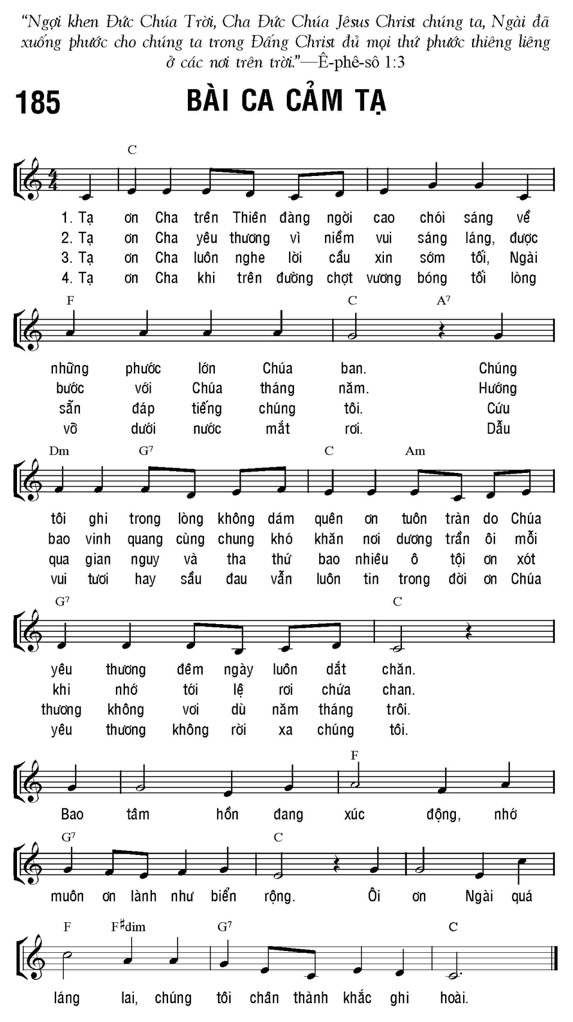 “Ngợi khen Đức Chúa Trời, Cha Đức Chúa Jêsus Christ chúng ta, Ngài đã
xuống phước cho chúng ta trong Đấng Christ đủ mọi thứ phước thiêng liêng
ở các nơi trên trời.”—Ê-phê-sô 1:3
185 BÀI CA CẢM TẠ
C
4
4
1. Tạ ơn Cha trên Thiên đàng ngời cao chói sáng về
2. Tạ ơn Cha yêu thương vì niềm vui sáng láng, được
3. Tạ ơn Cha luôn nghe lời cầu xin sớm tối, Ngài
4. Tạ ơn Cha khi trên đường chợt vương bóng tối lòng
F C A7
những phước lớn Chúa ban. Chúng
bước với Chúa tháng năm. Hướng
sẵn đáp tiếng chúng tôi. Cứu
vỡ dưới nước mắt rơi. Dẫu
Dm G7 C Am
tôi ghi trong lòng không dám quên ơn tuôn tràn do Chúa
bao vinh quang cùng chung khó khăn nơi dương trần ôi mỗi
qua gian nguy và tha thứ bao nhiêu ô tội ơn xót
vui tươi hay sầu đau vẫn luôn tin trong đời ơn Chúa
G7 C
yêu thương đêm ngày luôn dắt chăn.
khi nhớ tới lệ rơi chứa chan.
thương không vơi dù năm tháng trôi.
yêu thương không rời xa chúng tôi.
F
Bao tâm hồn đang xúc động, nhớ
G7 C
muôn ơn lành như biển rộng. Ôi ơn Ngài quá
F F♯dim G7 C
láng lai, chúng tôi chân thành khắc ghi hoài.